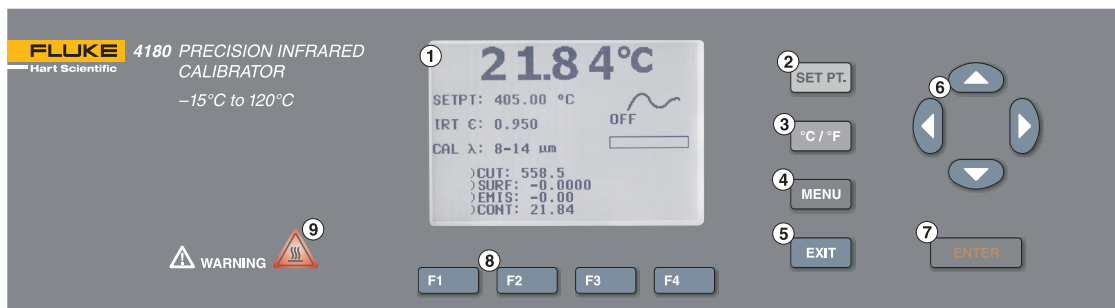 FLUKE
Hart Scientific
4180 PRECISION INFRARED
CALIBRATOR
–15°C to 120°C
WARNING
9
1
21.84°C
SETPT: 405.00 °C
IRT ɛ: 0.950
CAL λ: 8-14 µm
OFF
)CUT: 558.5
)SURF: -0.0000
)EMIS: -0.00
)CONT: 21.84
8
F1
F2
F3
F4
2
SET PT.
3
°C / °F
4
MENU
5
EXIT
6
7
ENTER